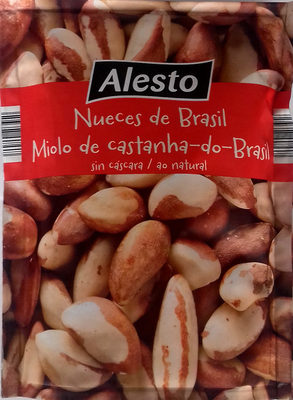 Alesto
Nueces de Brasil
Miolo de castanha-do-Brasil
sin cáscara / ao natural